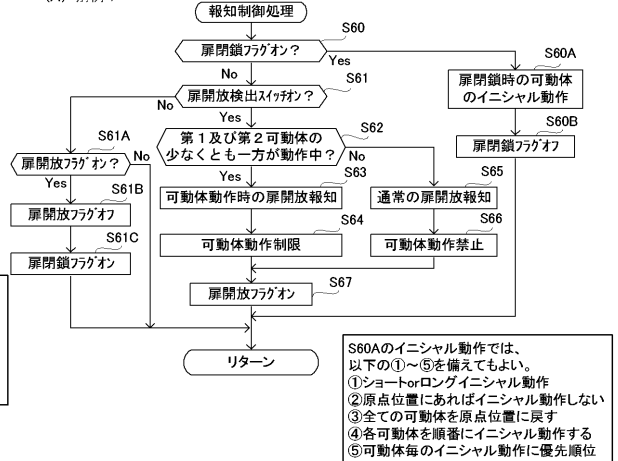 報知制御処理
S60
扉閉鎖フラグオン？
Yes
No
S60A
扉閉鎖時の可動体
のイニシャル動作
S60B
扉閉鎖フラグオフ
S61
扉開放検出スイッチオン？
No
Yes
S62
第１及び第２可動体の
少なくとも一方が動作中？
No
Yes
S61A
扉開放フラグオン？
No
Yes
S61B
扉開放フラグオフ
S61C
扉閉鎖フラグオン
S63
可動体動作時の扉開放報知
S64
可動体動作制限
S65
通常の扉開放報知
S66
可動体動作禁止
S67
扉開放フラグオン
リターン
S60Aのイニシャル動作では、
以下の①～⑤を備えてもよい。
①ショートorロングイニシャル動作
②原点位置にあればイニシャル動作しない
③全ての可動体を原点位置に戻す
④各可動体を順番にイニシャル動作する
⑤可動体毎のイニシャル動作に優先順位